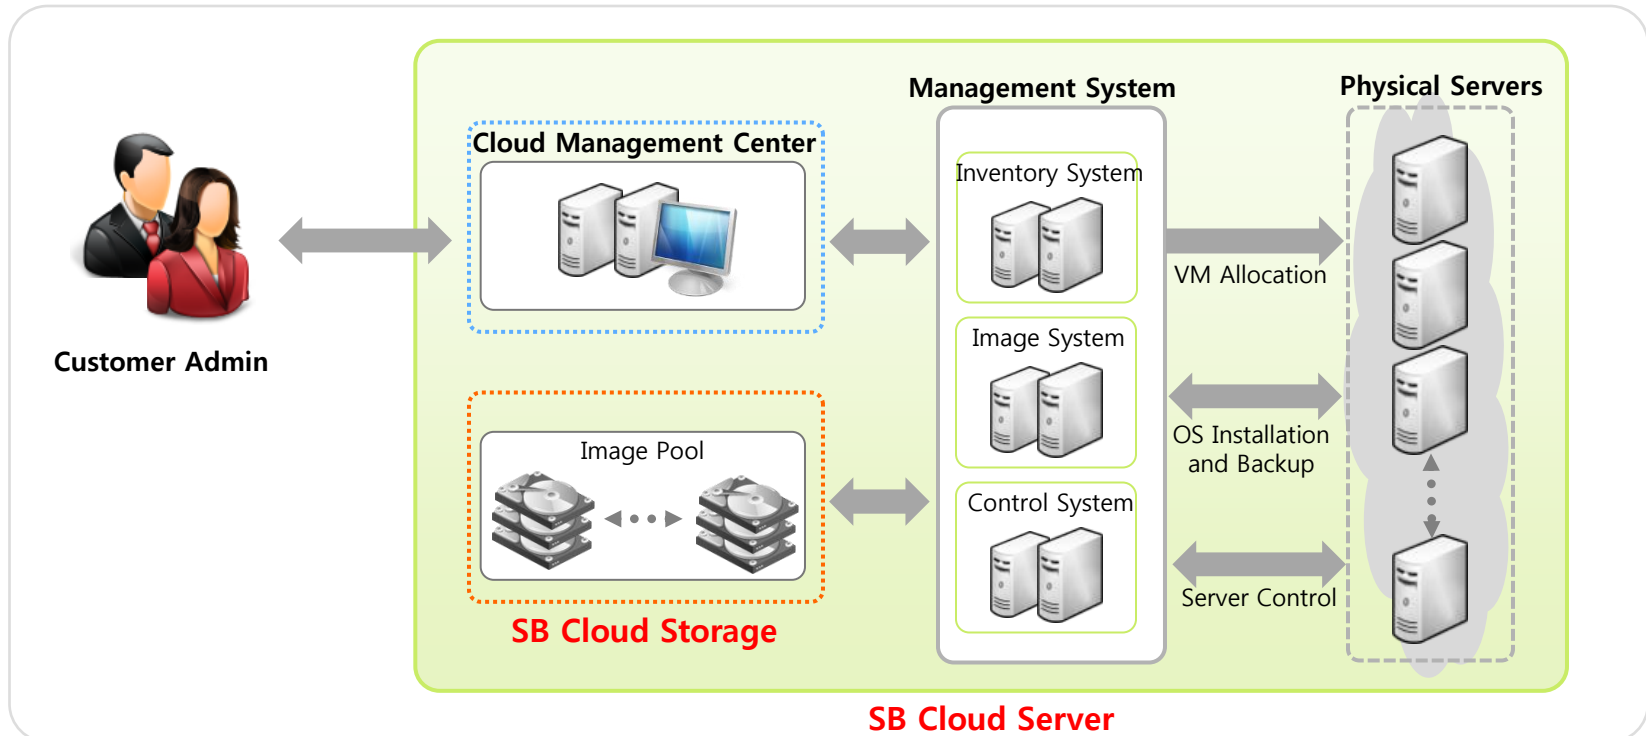 Management System
Physical Servers
Cloud Management Center
Inventory System
VM Allocation
Customer Admin
Image System
OS Installation
and Backup
Image Pool
Control System
Server Control
SB Cloud Storage
SB Cloud Server